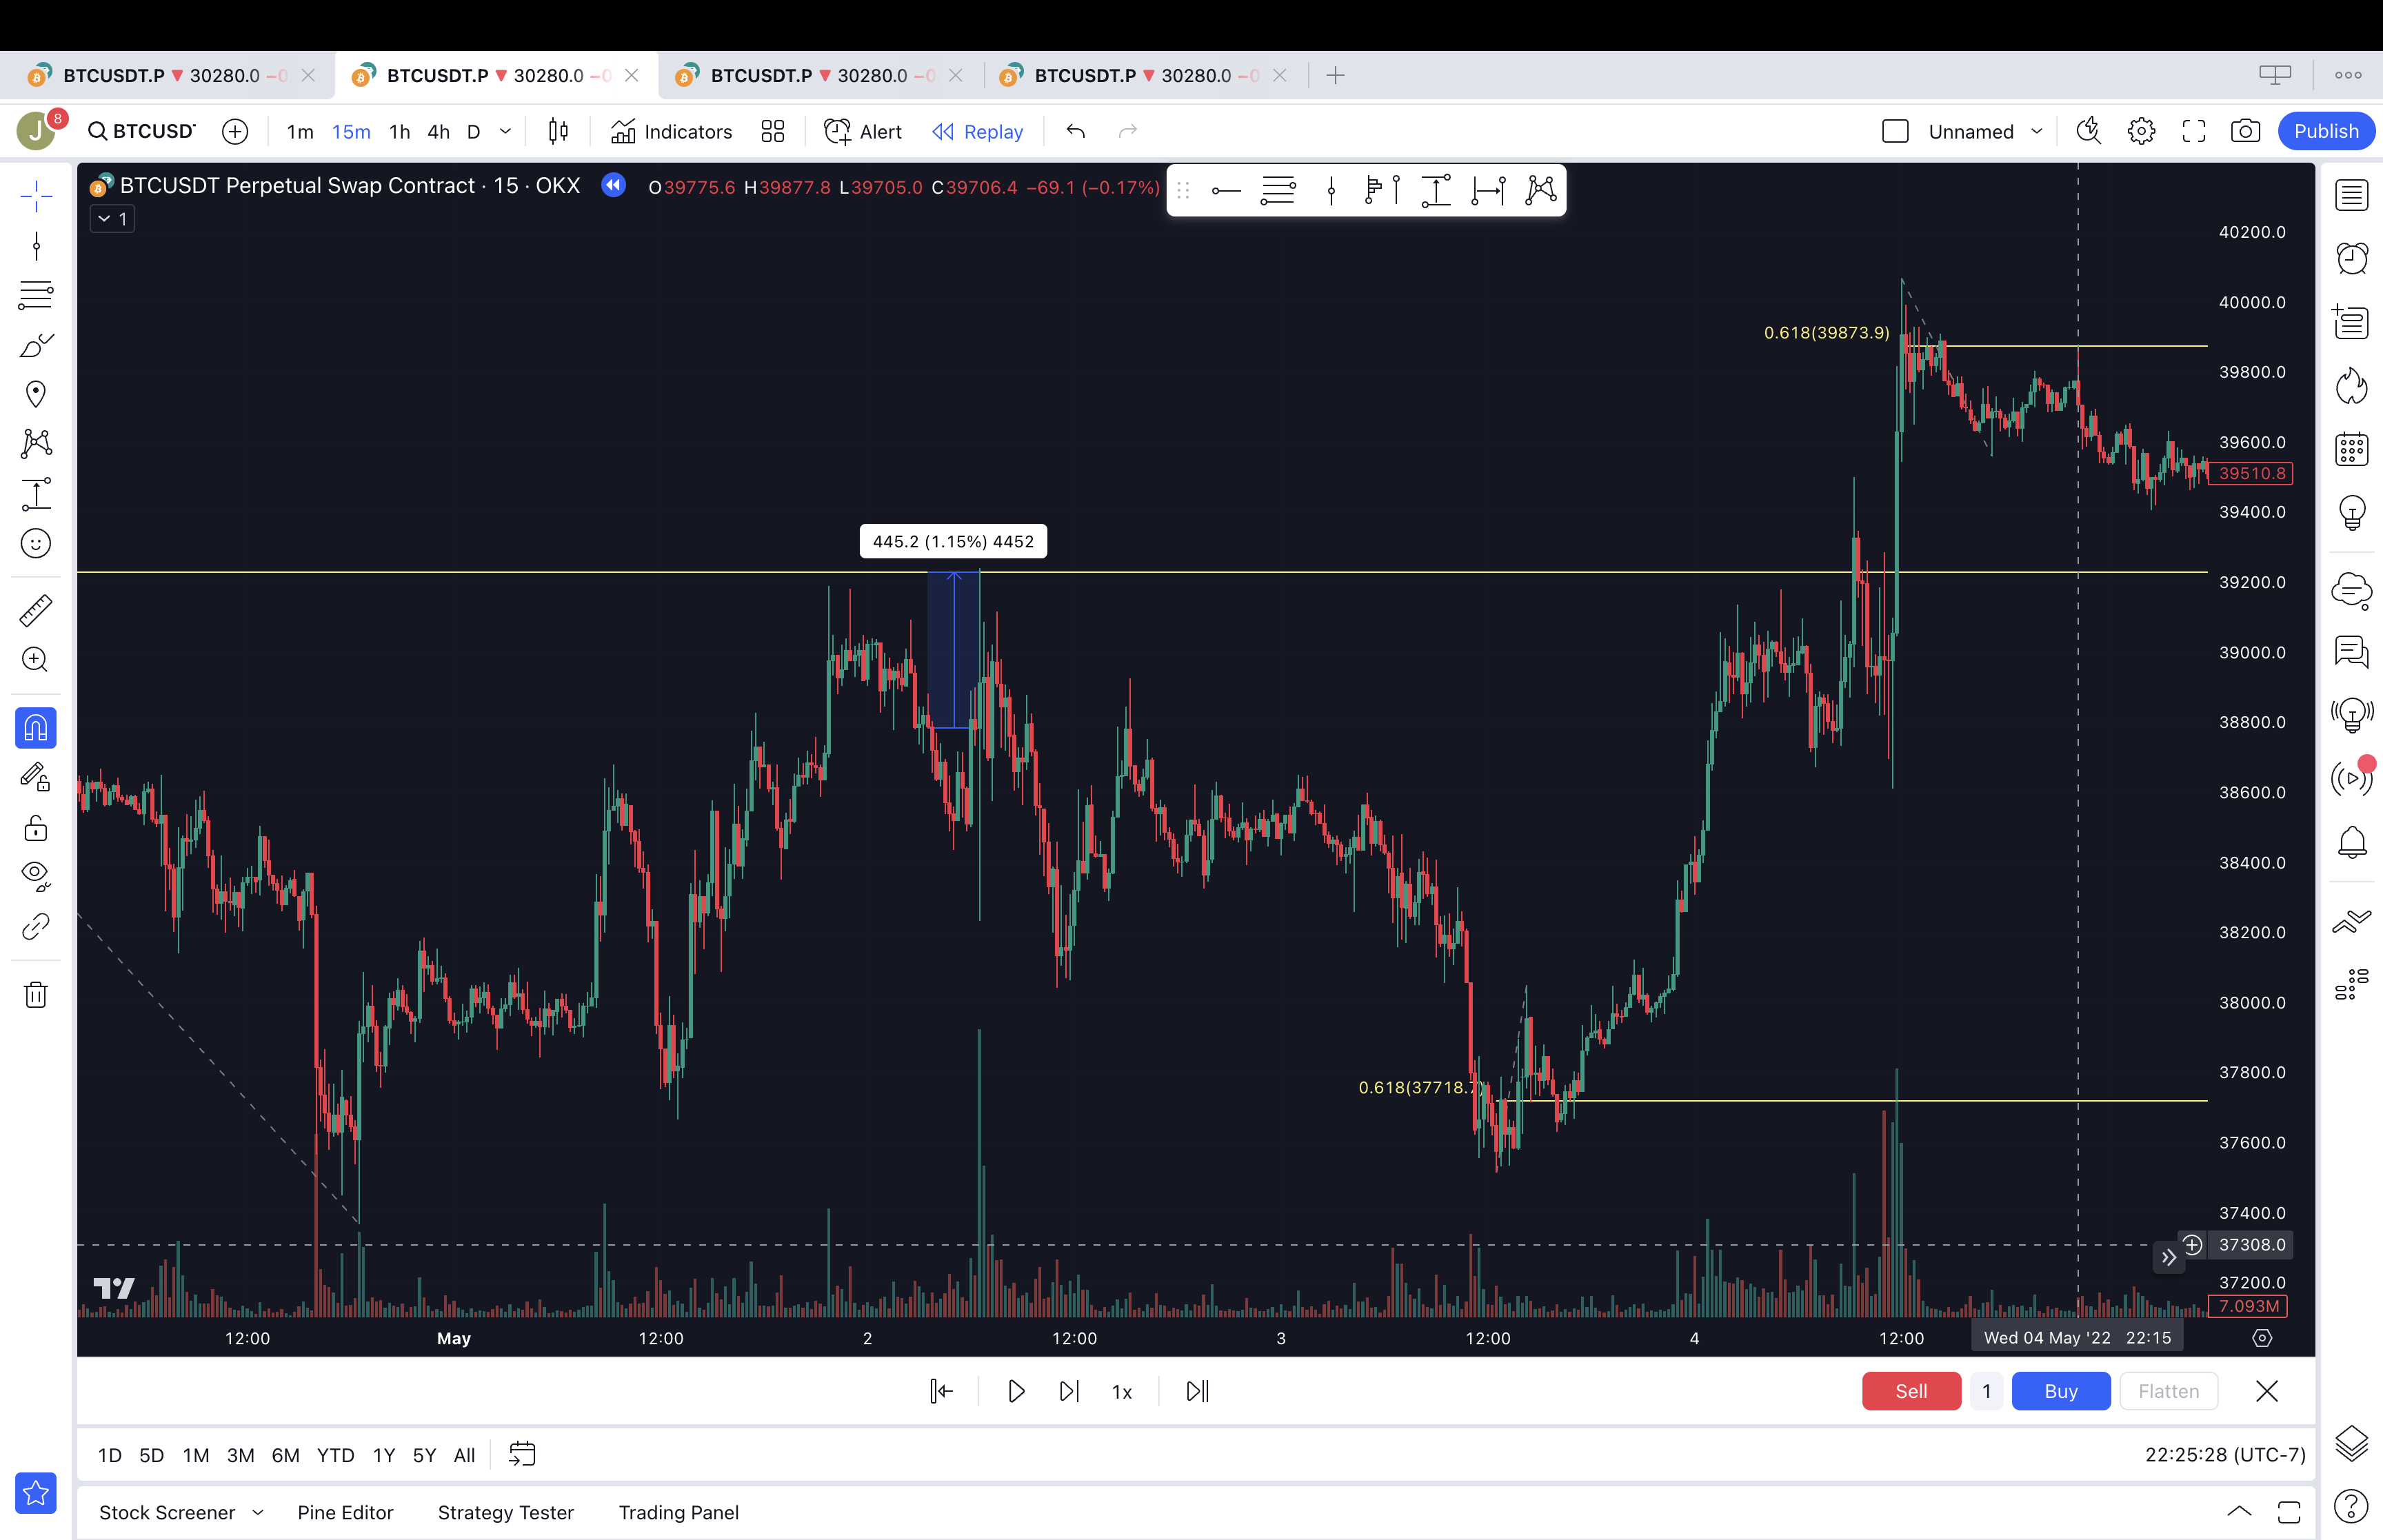 BTCUSDT.P 30280.0 −0
BTCUSDT.P 30280.0 −0
BTCUSDT.P 30280.0 −0
BTCUSDT.P 30280.0 −0
J 8 BTCUSD 1m 15m 1h 4h D Indicators Alert Replay Unnamed Publish
BTCUSDT Perpetual Swap Contract · 15 · OKX O39775.6 H39877.8 L39705.0 C39706.4 −69.1 (−0.17%)
1
40200.0
40000.0
0.618(39873.9)
39800.0
39600.0
39510.8
39400.0
445.2 (1.15%) 4452
39200.0
39000.0
38800.0
38600.0
38400.0
38200.0
38000.0
37800.0
0.618(37718.7)
37600.0
37400.0
37308.0
37200.0
7.093M
12:00 May 12:00 2 12:00 3 12:00 4 12:00 Wed 04 May '22 22:15
1x Sell 1 Buy Flatten
1D 5D 1M 3M 6M YTD 1Y 5Y All 22:25:28 (UTC-7)
Stock Screener Pine Editor Strategy Tester Trading Panel